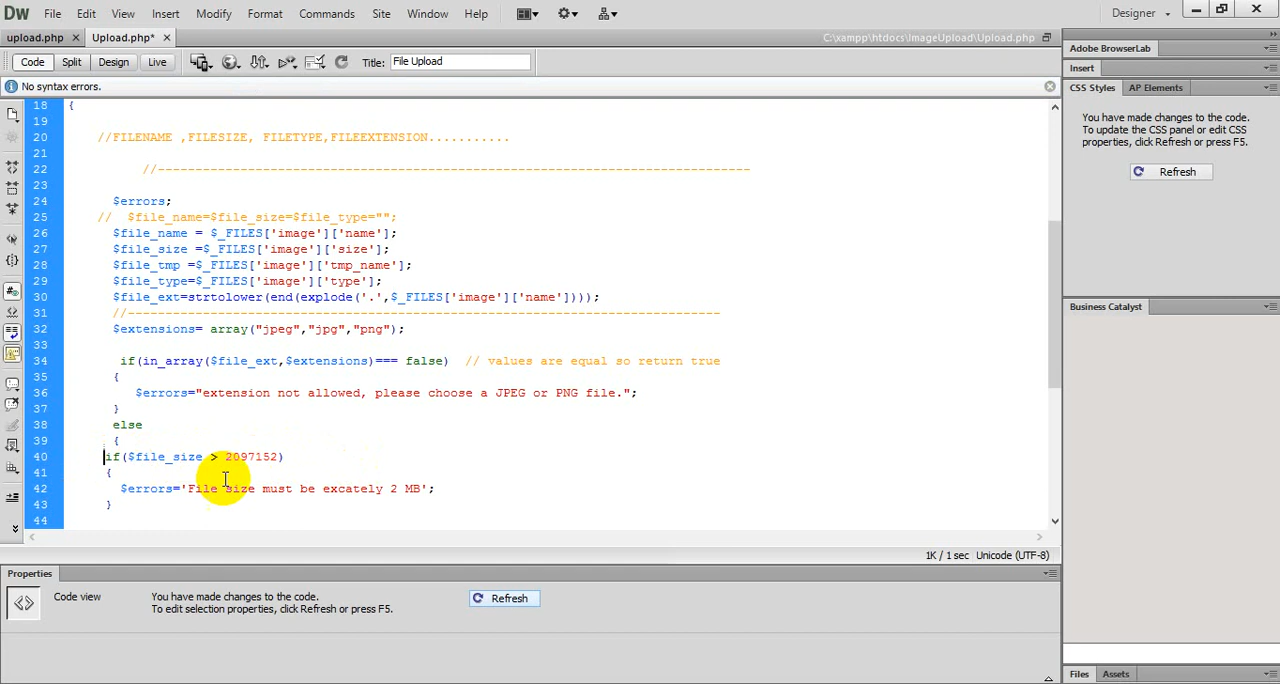 DW File Edit View Insert Modify Format Commands Site Window Help Designer
upload.php × Upload.php* × C:\xampp\htdocs\ImageUpload\Upload.php
Code Split Design Live Title: File Upload
No syntax errors.
18 {
19
20 //FILENAME ,FILESIZE, FILETYPE,FILEEXTENSION...........
21
22 //-------------------------------------------------------------------------------
23
24 $errors;
25 // $file_name=$file_size=$file_type="";
26 $file_name = $_FILES['image']['name'];
27 $file_size =$_FILES['image']['size'];
28 $file_tmp =$_FILES['image']['tmp_name'];
29 $file_type=$_FILES['image']['type'];
30 $file_ext=strtolower(end(explode('.',$_FILES['image']['name'])));
31 //-------------------------------------------------------------------------------
32 $extensions= array("jpeg","jpg","png");
33
34 if(in_array($file_ext,$extensions)=== false) // values are equal so return true
35 {
36 $errors="extension not allowed, please choose a JPEG or PNG file.";
37 }
38 else
39 {
40 if($file_size > 2097152)
41 {
42 $errors='File size must be excately 2 MB';
43 }
44
1K / 1 sec Unicode (UTF-8)
Properties
Code view
You have made changes to the code.
To edit selection properties, click Refresh or press F5.
Refresh
Adobe BrowserLab
Insert
CSS Styles AP Elements
You have made changes to the code.
To update the CSS panel or edit CSS
properties, click Refresh or press F5.
Refresh
Business Catalyst
Files Assets